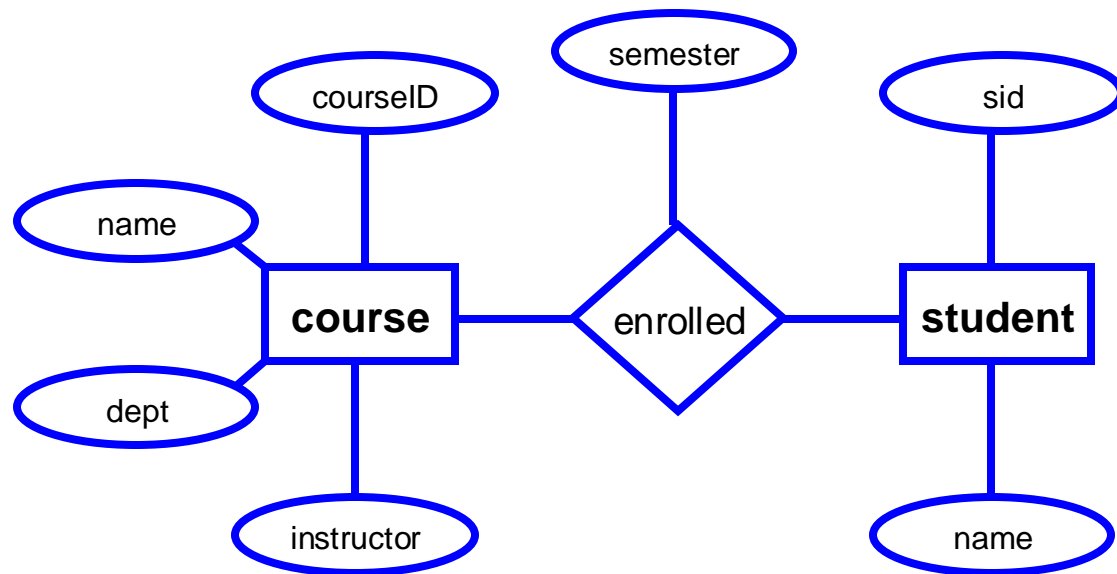 semester
courseID
sid
name
course
enrolled
student
dept
instructor
name